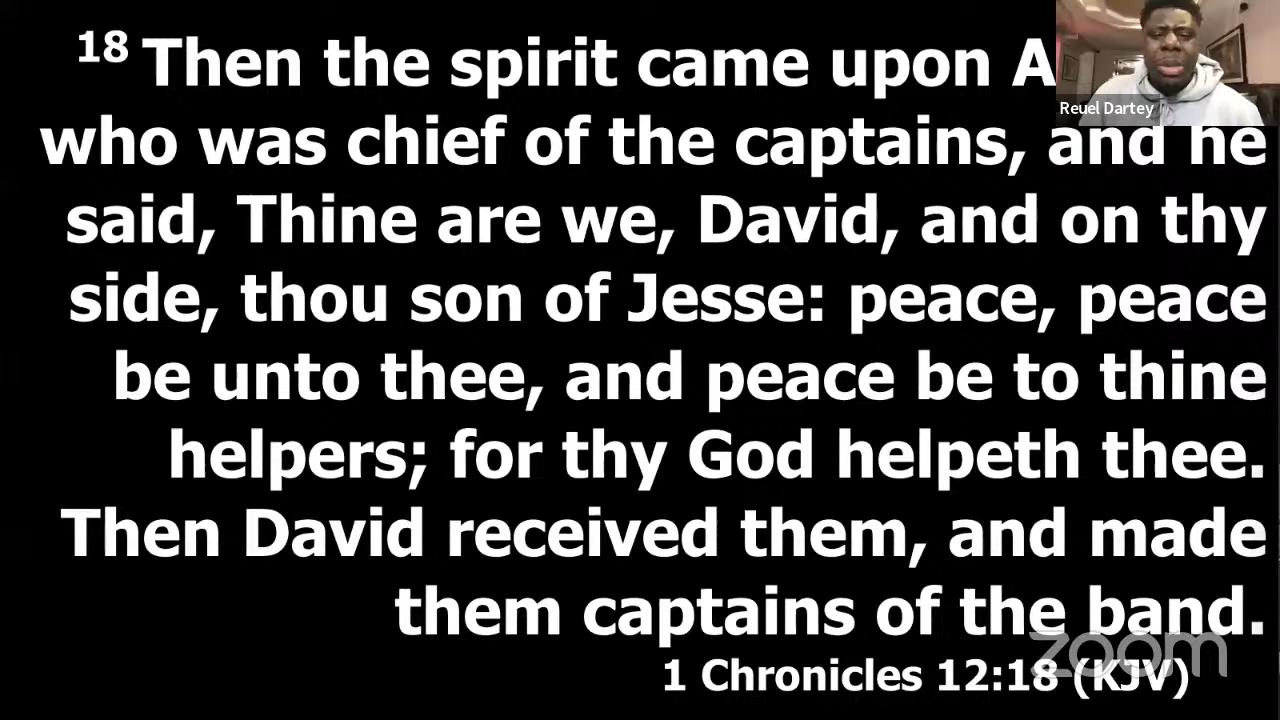 18 Then the spirit came upon
who was chief of the captains, and he
said, Thine are we, David, and on thy
side, thou son of Jesse: peace, peace
be unto thee, and peace be to thine
helpers; for thy God helpeth thee.
Then David received them, and made
them captains of the band.
1 Chronicles 12:18 (KJV)
Reuel Dartey
zoom